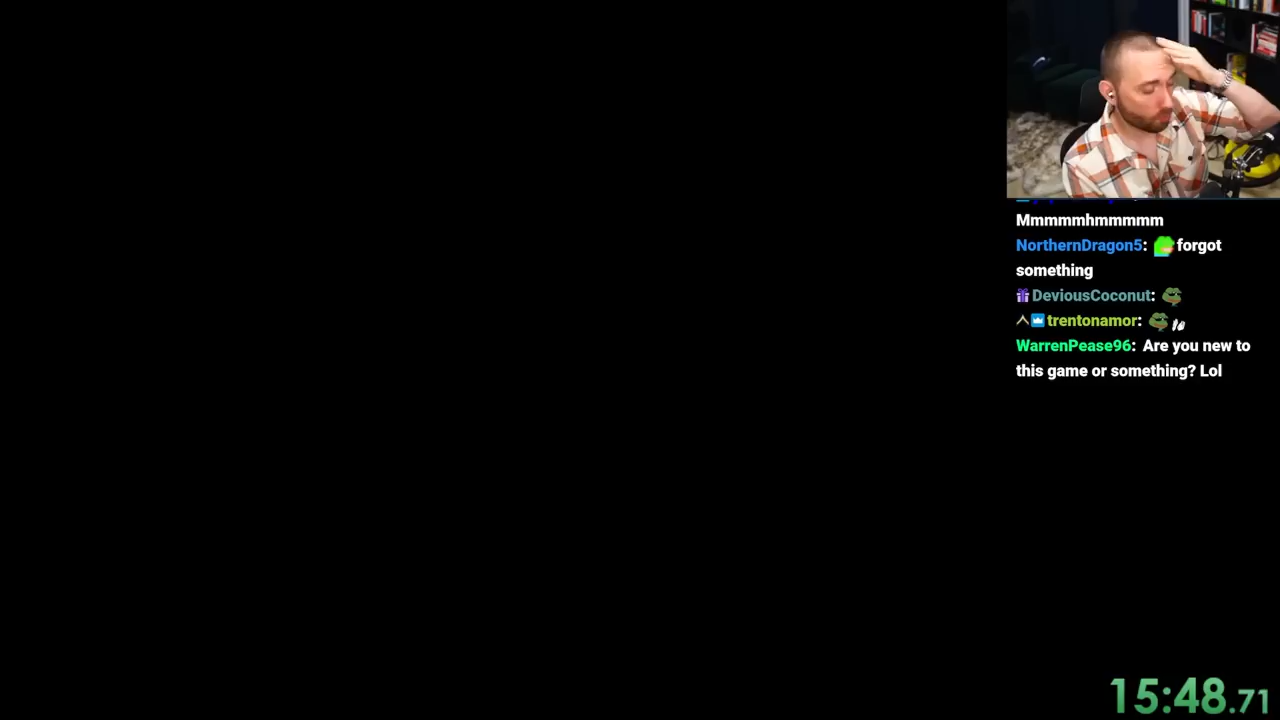 Mmmmmhmmmmm
NorthernDragon5: forgot
something
DeviousCoconut:
trentonamor:
WarrenPease96: Are you new to
this game or something? Lol
15:48.71